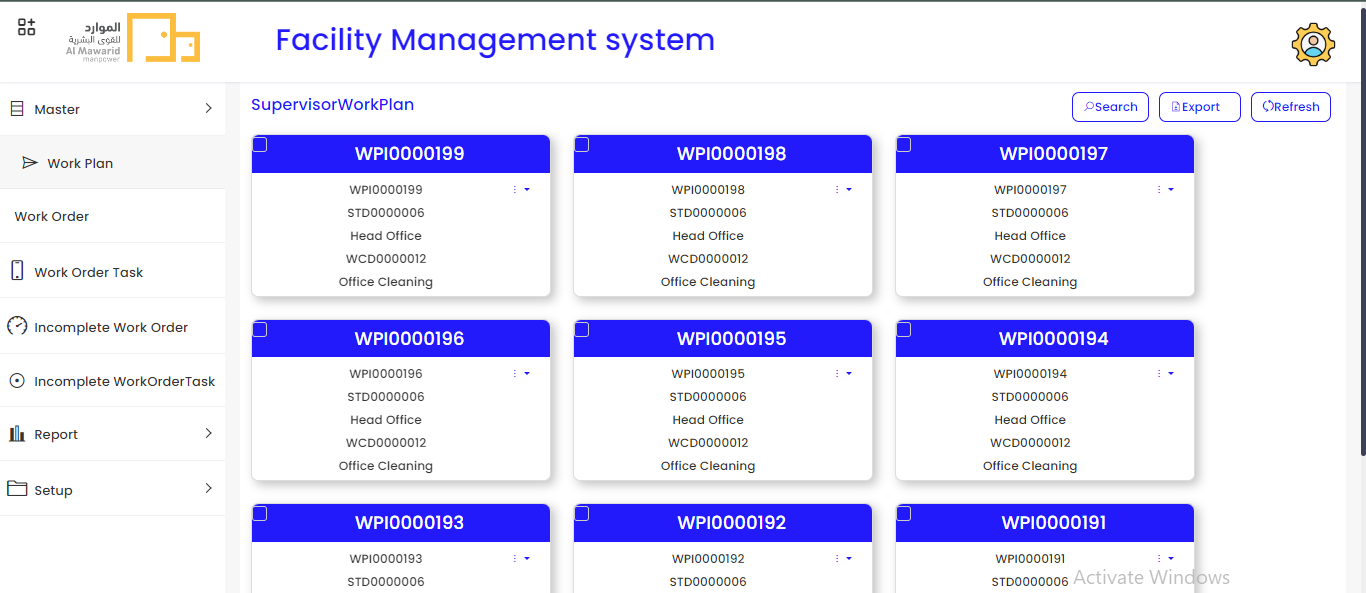 الموارد
للقوى البشرية
Al Mawarid
manpower
Facility Management system
Master
Work Plan
Work Order
Work Order Task
Incomplete Work Order
Incomplete WorkOrderTask
Report
Setup
SupervisorWorkPlan
Search Export Refresh
WPI0000199
WPI0000199
STD0000006
Head Office
WCD0000012
Office Cleaning
WPI0000198
WPI0000198
STD0000006
Head Office
WCD0000012
Office Cleaning
WPI0000197
WPI0000197
STD0000006
Head Office
WCD0000012
Office Cleaning
WPI0000196
WPI0000196
STD0000006
Head Office
WCD0000012
Office Cleaning
WPI0000195
WPI0000195
STD0000006
Head Office
WCD0000012
Office Cleaning
WPI0000194
WPI0000194
STD0000006
Head Office
WCD0000012
Office Cleaning
WPI0000193
WPI0000193
STD0000006
WPI0000192
WPI0000192
STD0000006
WPI0000191
WPI0000191
STD0000006
Activate Windows